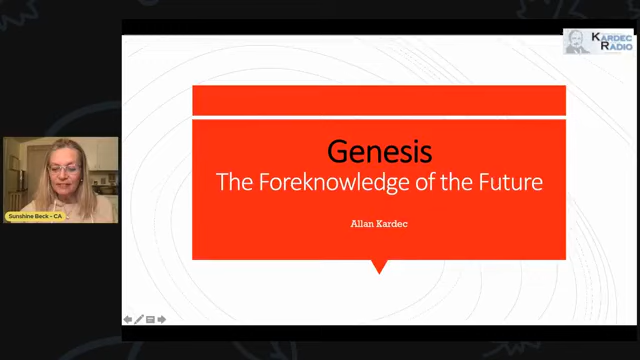 KARDEC
RADIO
Genesis
The Foreknowledge of the Future
Allan Kardec
Sunshine Beck - CA